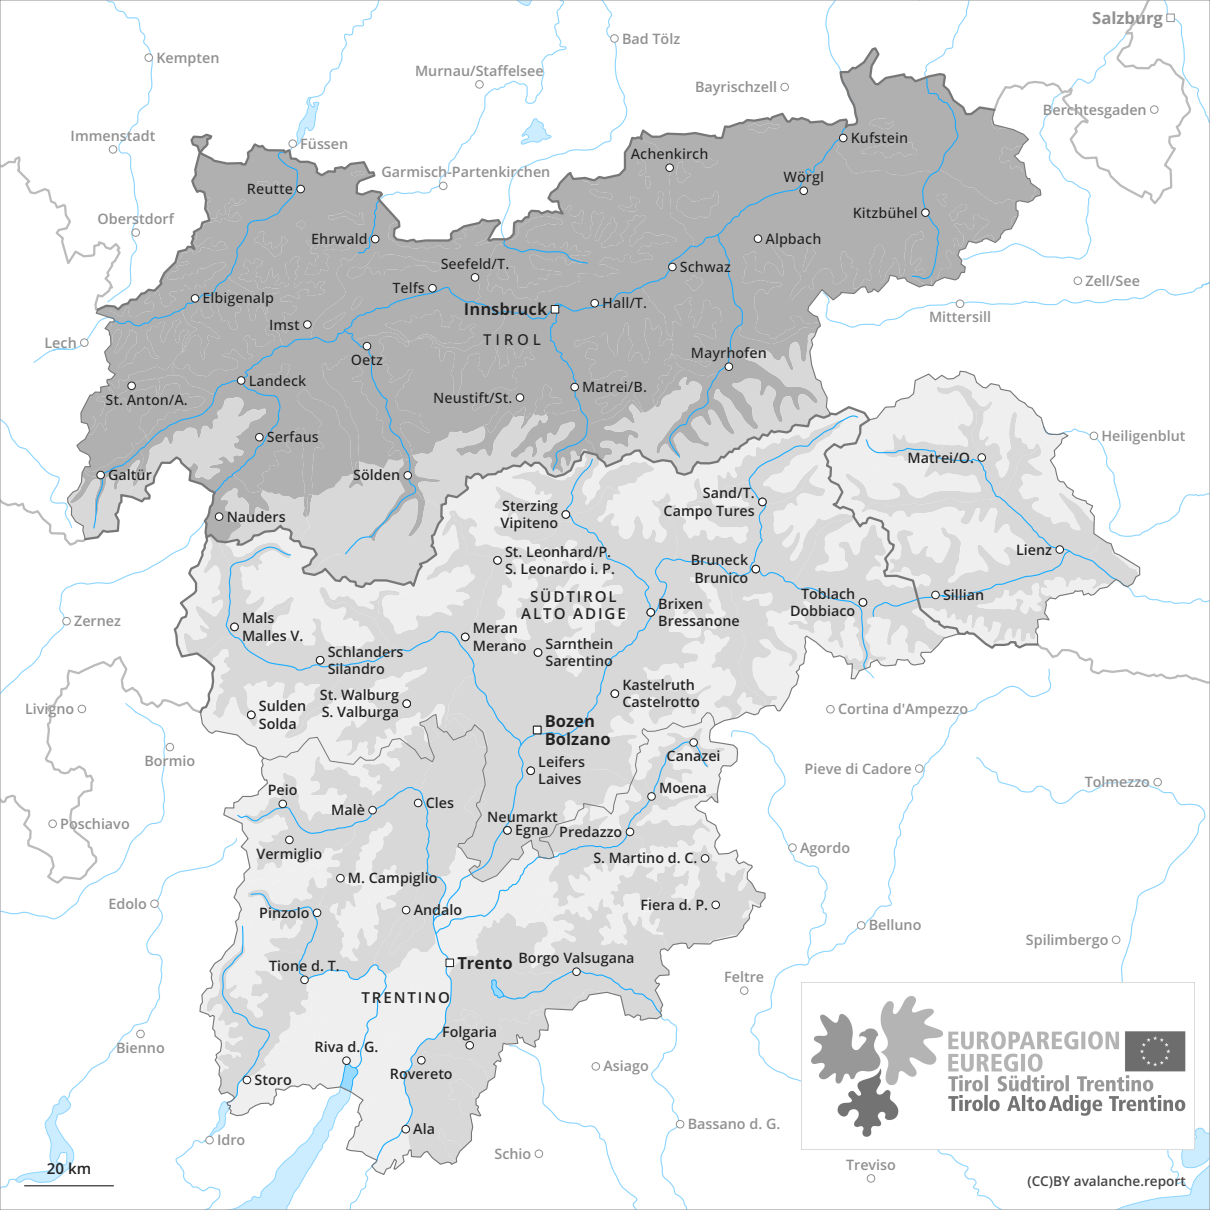 Salzburg
Bad Tölz
Kempten
Murnau/Staffelsee
Bayrischzell
Berchtesgaden
Immenstadt
Füssen
Kufstein
Achenkirch
Garmisch-Partenkirchen
Wörgl
Reutte
Oberstdorf
Kitzbühel
Ehrwald
Alpbach
Seefeld/T.
Schwaz
Zell/See
Telfs
Elbigenalp
Hall/T.
Innsbruck
Mittersill
Imst
TIROL
Lech
Oetz
Mayrhofen
Landeck
Matrei/B.
St. Anton/A.
Neustift/St.
Serfaus
Heiligenblut
Matrei/O.
Galtür
Sölden
Sand/T.
Campo Tures
Sterzing
Vipiteno
Nauders
Lienz
St. Leonhard/P.
S. Leonardo i. P.
Bruneck
Brunico
SÜDTIROL
ALTO ADIGE
Toblach
Dobbiaco
Sillian
Brixen
Bressanone
Zernez
Mals
Malles V.
Meran
Merano
Schlanders
Silandro
Sarnthein
Sarentino
Kastelruth
Castelrotto
St. Walburg
S. Valburga
Sulden
Solda
Livigno
Cortina d'Ampezzo
Bozen
Bolzano
Canazei
Bormio
Leifers
Laives
Pieve di Cadore
Tolmezzo
Peio
Moena
Malè
Cles
Neumarkt
Egna
Predazzo
Poschiavo
Vermiglio
Agordo
S. Martino d. C.
M. Campiglio
Edolo
Pinzolo
Andalo
Fiera d. P.
Belluno
Spilimbergo
Trento
Borgo Valsugana
Tione d. T.
Feltre
TRENTINO
Folgaria
Bienno
Riva d. G.
Rovereto
Asiago
Storo
EUROPAREGION
EUREGIO
Tirol Südtirol Trentino
Tirolo Alto Adige Trentino
Ala
Idro
Bassano d. G.
Schio
Treviso
20 km
(CC)BY avalanche.report